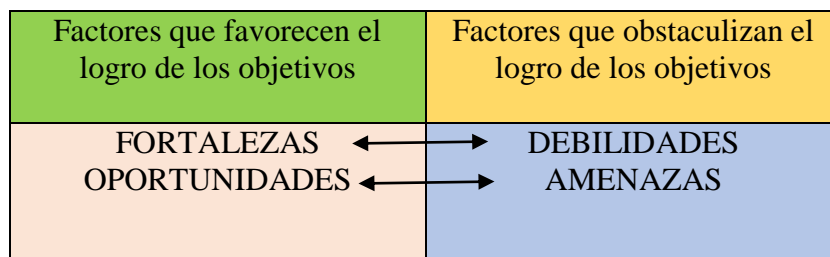 Factores que favorecen el
logro de los objetivos
Factores que obstaculizan el
logro de los objetivos
FORTALEZAS
OPORTUNIDADES
DEBILIDADES
AMENAZAS